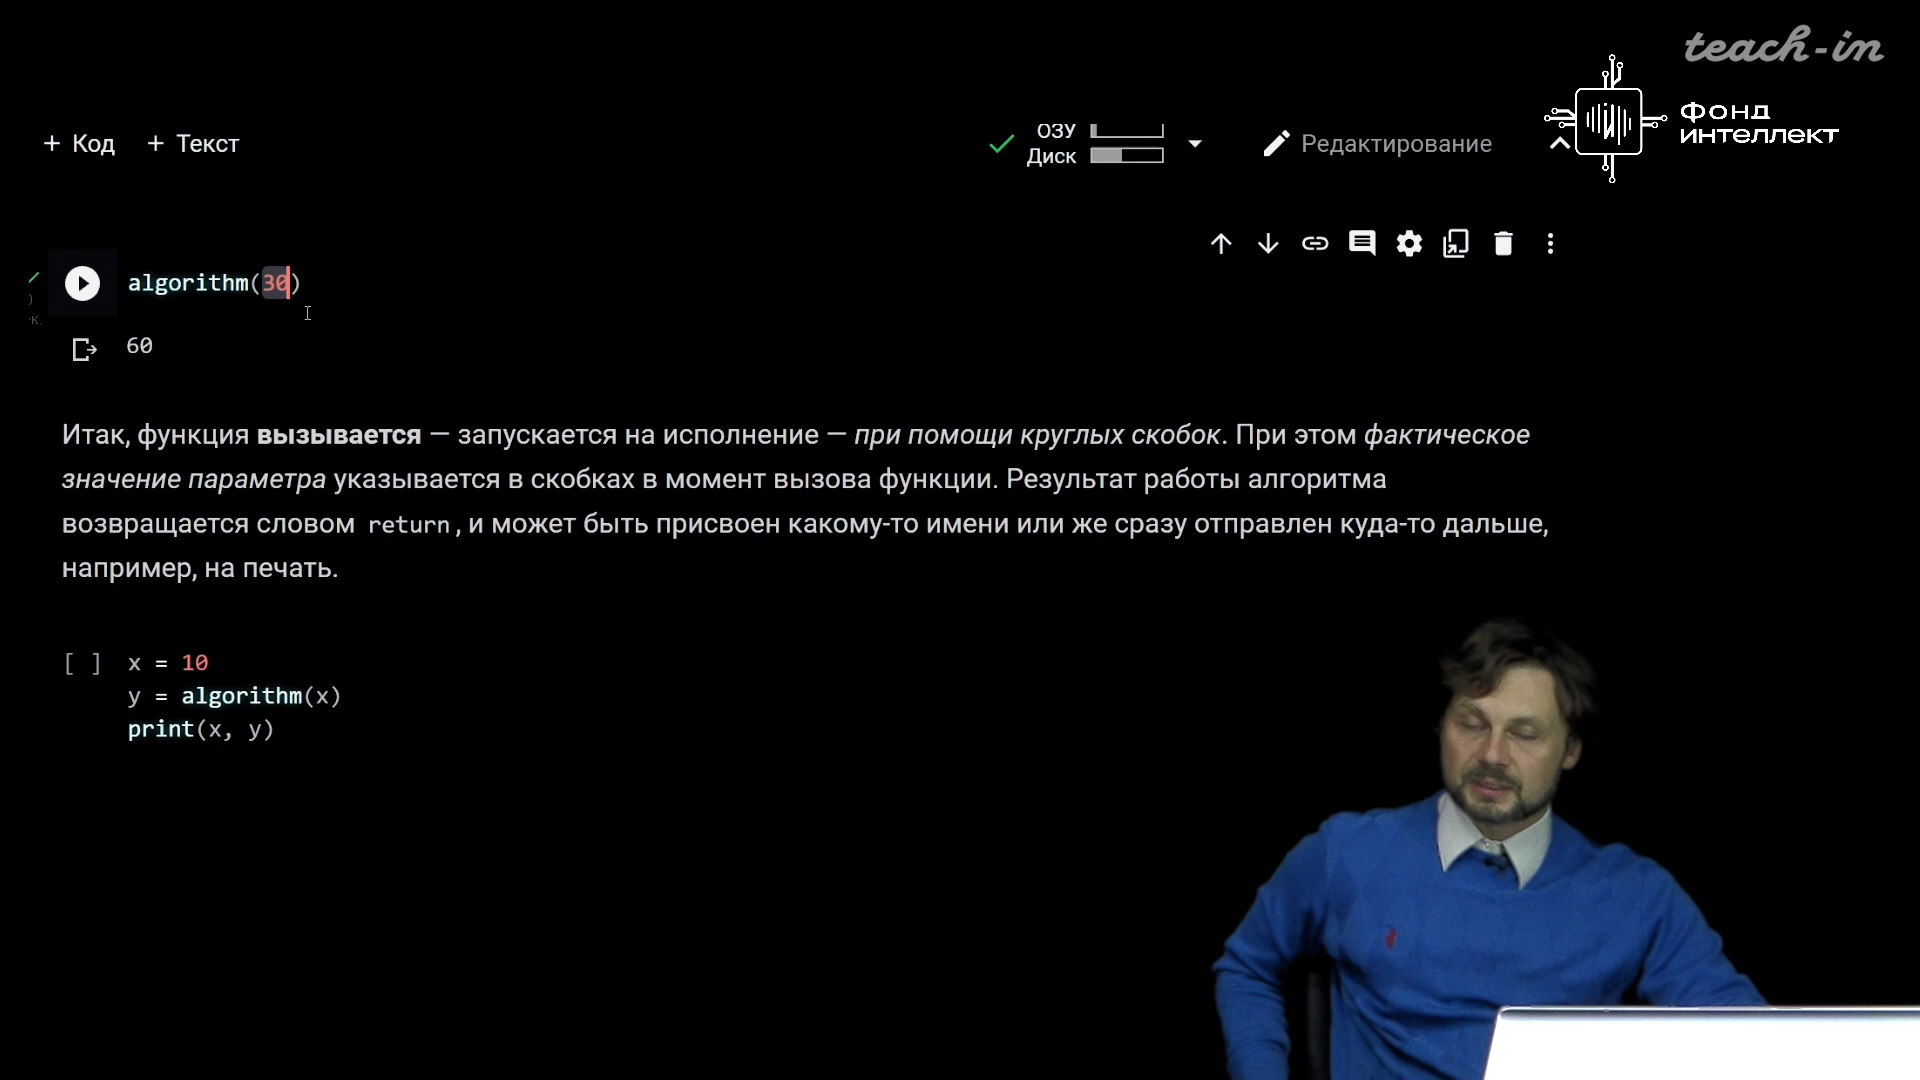 teach-in
Фонд
интеллект
+ Код + Текст
ОЗУ
Диск
Редактирование
algorithm(30)
60
Итак, функция вызывается — запускается на исполнение — при помощи круглых скобок. При этом фактическое
значение параметра указывается в скобках в момент вызова функции. Результат работы алгоритма
возвращается словом return, и может быть присвоен какому-то имени или же сразу отправлен куда-то дальше,
например, на печать.
[ ] x = 10
y = algorithm(x)
print(x, y)